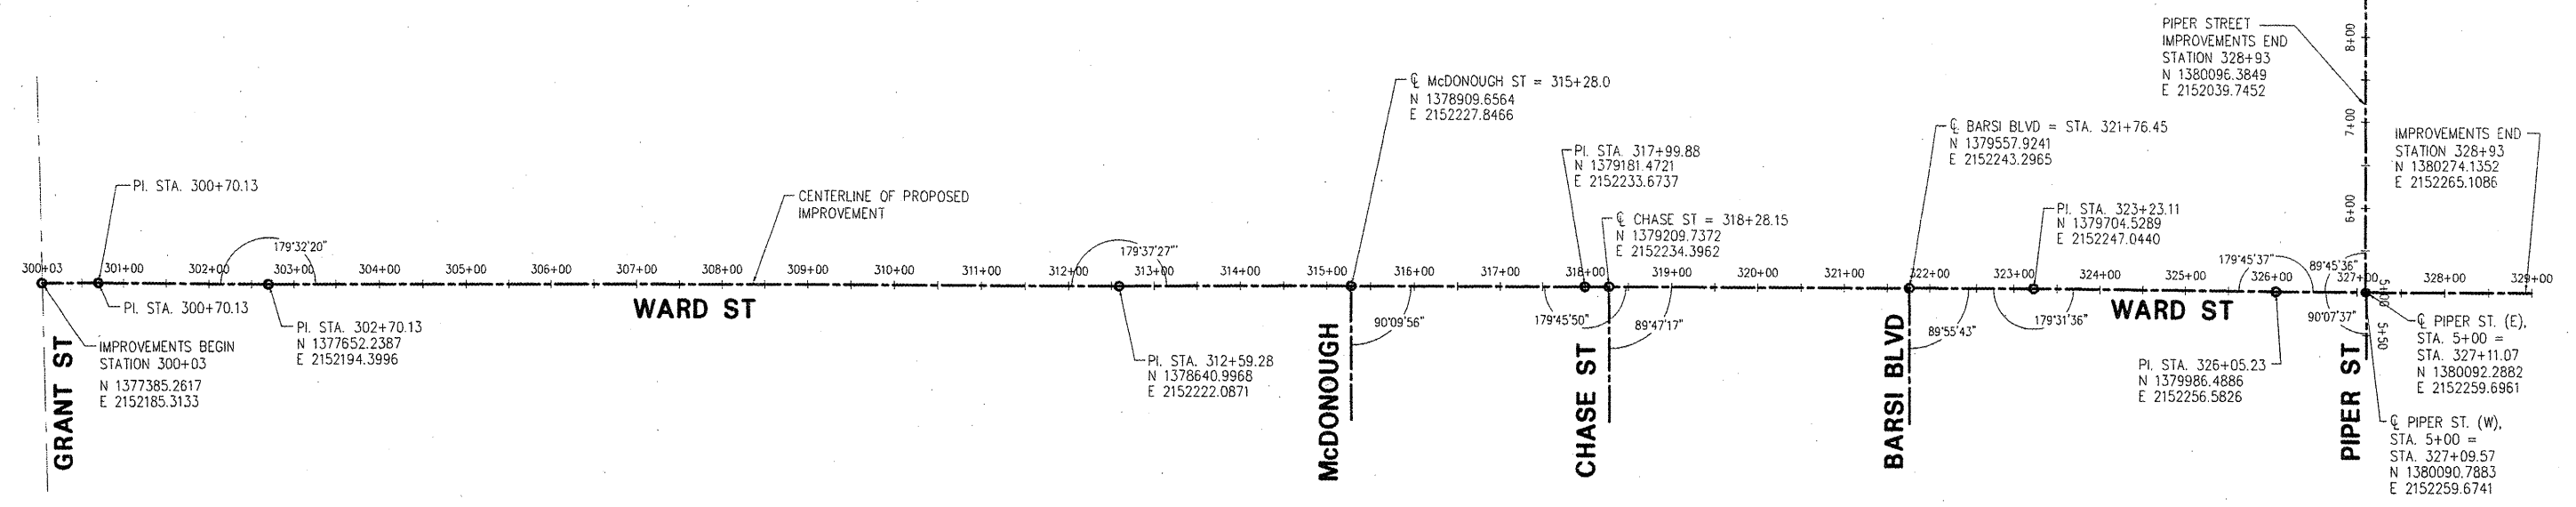 PIPER STREET
IMPROVEMENTS END
STATION 328+93
N 1380096.3849
E 2152039.7452
8+00
7+00
6+00
℄ McDONOUGH ST = 315+28.0
N 1378909.6564
E 2152227.8466
℄ BARSI BLVD = STA. 321+76.45
N 1379557.9241
E 2152243.2965
IMPROVEMENTS END
STATION 328+93
N 1380274.1352
E 2152265.1086
PI. STA. 317+99.88
N 1379181.4721
E 2152233.6737
PI. STA. 300+70.13
CENTERLINE OF PROPOSED
IMPROVEMENT
℄ CHASE ST = 318+28.15
N 1379209.7372
E 2152234.3962
PI. STA. 323+23.11
N 1379704.5289
E 2152247.0440
179°32'20"
179°37'27"
179°45'37"
89°45'36"
300+03 301+00 302+00 303+00 304+00 305+00 306+00 307+00 308+00 309+00 310+00 311+00 312+00 313+00 314+00 315+00 316+00 317+00 318+00 319+00 320+00 321+00 322+00 323+00 324+00 325+00 326+00 327+00 328+00 329+00
5+00
5+50
PI. STA. 300+70.13
WARD ST
WARD ST
90°09'56"
179°45'50"
89°47'17"
89°55'43"
179°31'36"
90°07'37"
PI. STA. 302+70.13
N 1377652.2387
E 2152194.3996
IMPROVEMENTS BEGIN
STATION 300+03
N 1377385.2617
E 2152185.3133
PI. STA. 312+59.28
N 1378640.9968
E 2152222.0871
PI. STA. 326+05.23
N 1379986.4886
E 2152256.5826
℄ PIPER ST. (E),
STA. 5+00 =
STA. 327+11.07
N 1380092.2882
E 2152259.6961
℄ PIPER ST. (W),
STA. 5+00 =
STA. 327+09.57
N 1380090.7883
E 2152259.6741
GRANT ST
McDONOUGH
CHASE ST
BARSI BLVD
PIPER ST